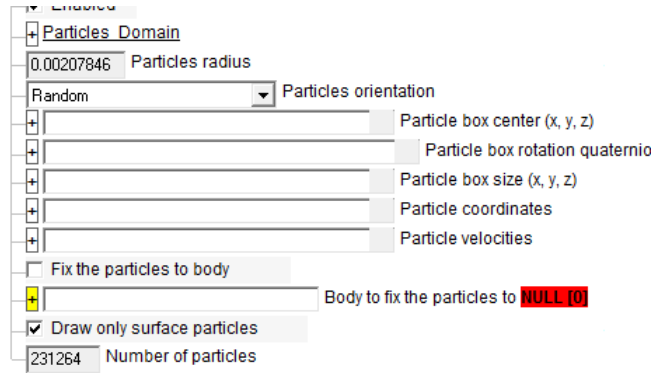 Enabled
+ Particles Domain
0.00207846 Particles radius
Random Particles orientation
+ Particle box center (x, y, z)
+ Particle box rotation quaternio
+ Particle box size (x, y, z)
+ Particle coordinates
+ Particle velocities
Fix the particles to body
+ Body to fix the particles to NULL [0]
Draw only surface particles
231264 Number of particles